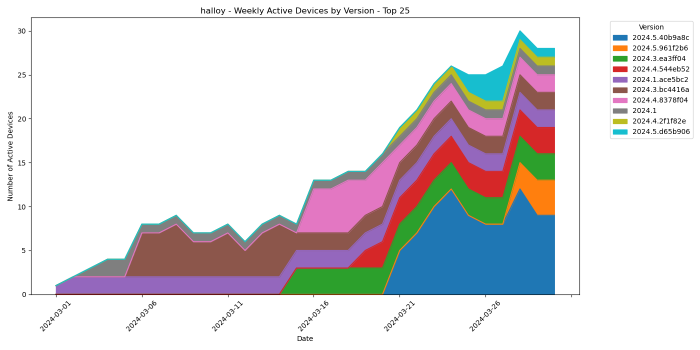 halloy - Weekly Active Devices by Version - Top 25
Number of Active Devices
30
25
20
15
10
5
0
2024-03-01
2024-03-06
2024-03-11
2024-03-16
2024-03-21
2024-03-26
Date
Version
2024.5.40b9a8c
2024.5.961f2b6
2024.3.ea3ff04
2024.4.544eb52
2024.1.ace5bc2
2024.3.bc4416a
2024.4.8378f04
2024.1
2024.4.2f1f82e
2024.5.d65b906